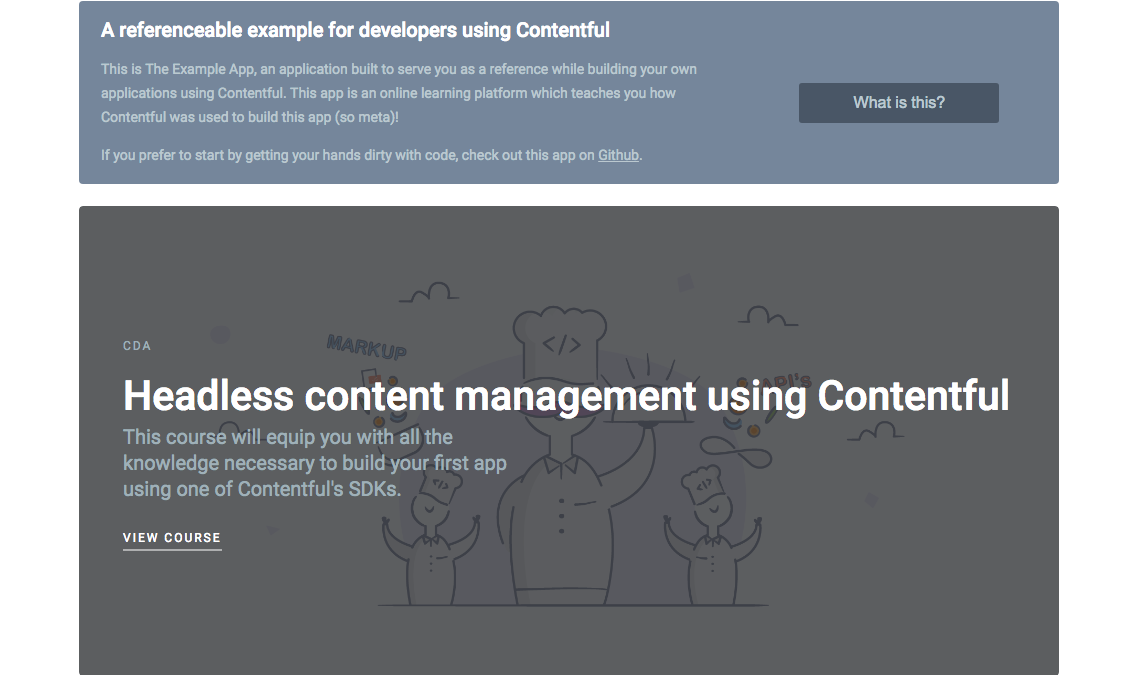 A referenceable example for developers using Contentful
This is The Example App, an application built to serve you as a reference while building your own
applications using Contentful. This app is an online learning platform which teaches you how
Contentful was used to build this app (so meta)!
What is this?
If you prefer to start by getting your hands dirty with code, check out this app on Github.
CDA
</>
MARKUP
API's
Headless content management using Contentful
This course will equip you with all the
knowledge necessary to build your first app
using one of Contentful's SDKs.
</>
</>
VIEW COURSE